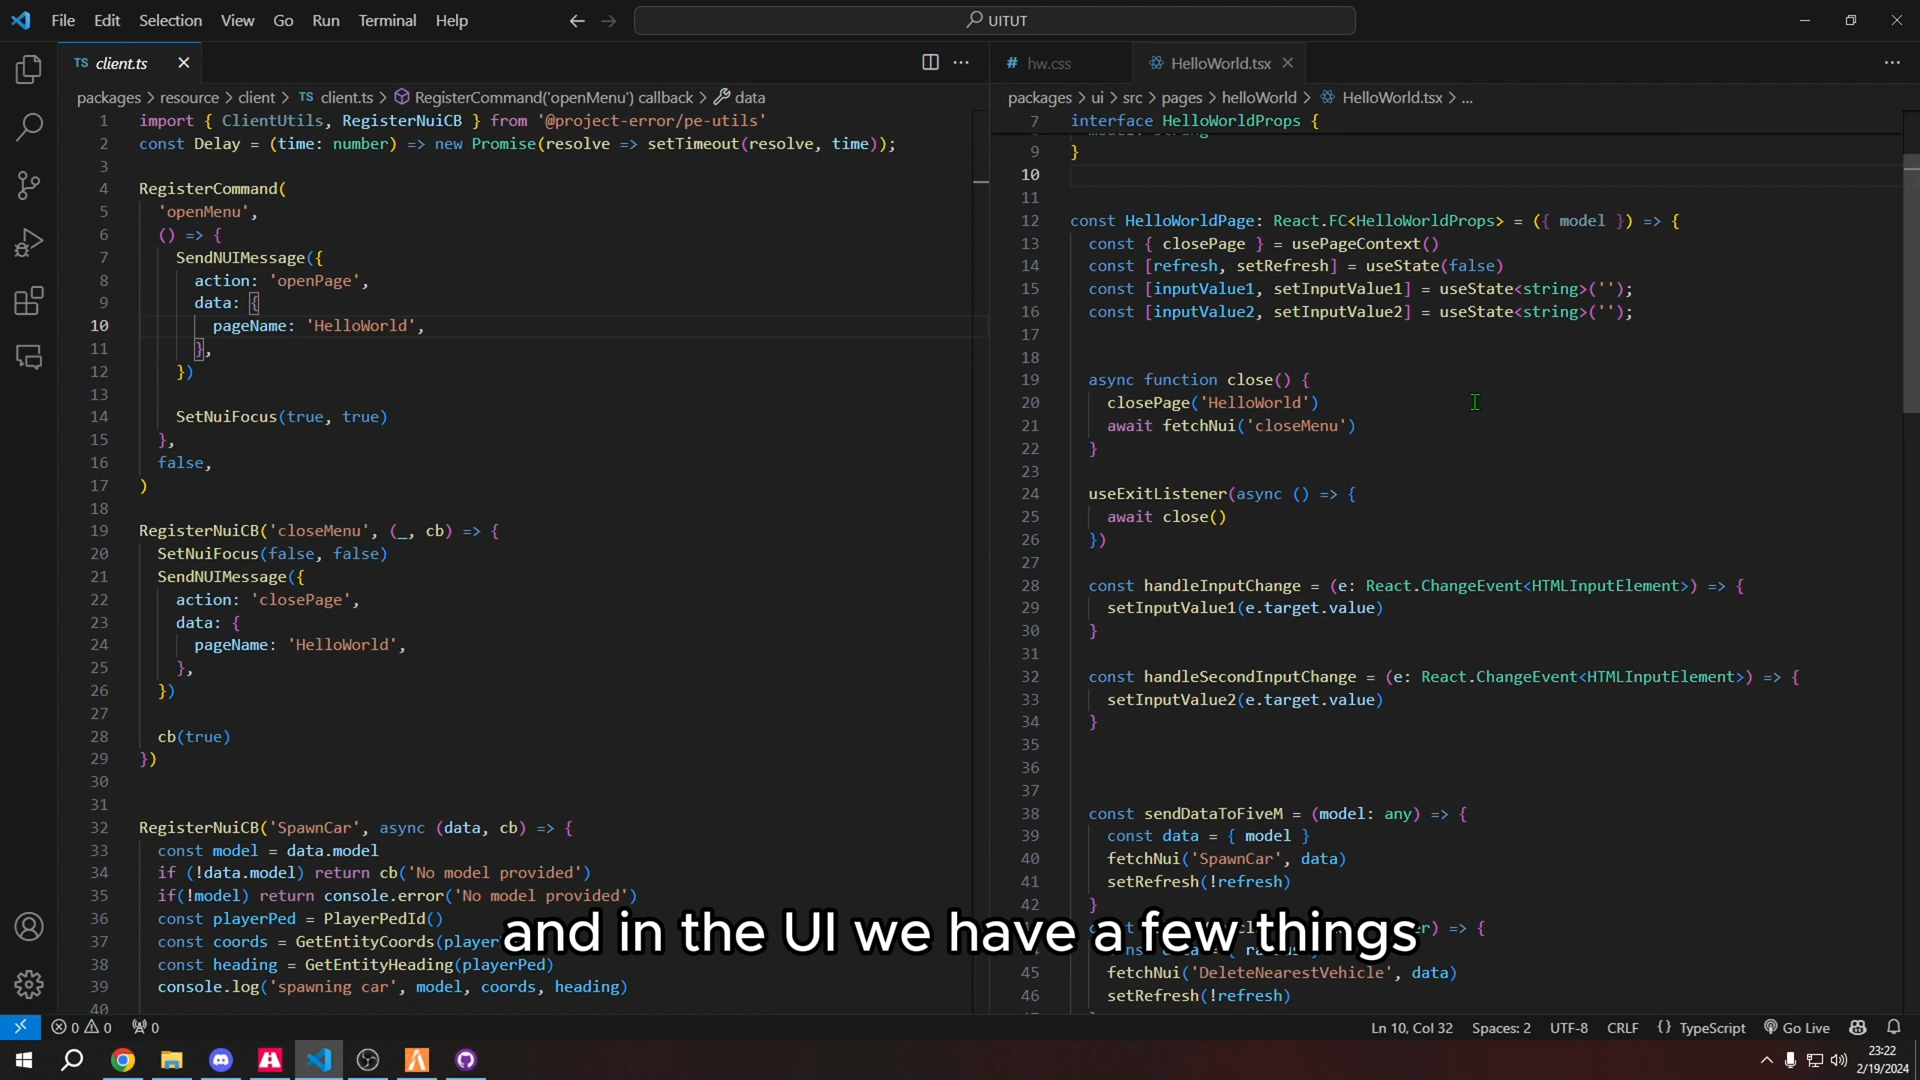 File Edit Selection View Go Run Terminal Help
UITUT
TS client.ts
packages > resource > client > TS client.ts > RegisterCommand('openMenu') callback > data
1 import { ClientUtils, RegisterNuiCB } from '@project-error/pe-utils'
2 const Delay = (time: number) => new Promise(resolve => setTimeout(resolve, time));
3
4 RegisterCommand(
5 'openMenu',
6 () => {
7 SendNUIMessage({
8 action: 'openPage',
9 data: {
10 pageName: 'HelloWorld',
11 },
12 })
13
14 SetNuiFocus(true, true)
15 },
16 false,
17 )
18
19 RegisterNuiCB('closeMenu', (_, cb) => {
20 SetNuiFocus(false, false)
21 SendNUIMessage({
22 action: 'closePage',
23 data: {
24 pageName: 'HelloWorld',
25 },
26 })
27
28 cb(true)
29 })
30
31
32 RegisterNuiCB('SpawnCar', async (data, cb) => {
33 const model = data.model
34 if (!data.model) return cb('No model provided')
35 if(!model) return console.error('No model provided')
36 const playerPed = PlayerPedId()
37 const coords = GetEntityCoords(player
38 const heading = GetEntityHeading(playerPed)
39 console.log('spawning car', model, coords, heading)
40
# hw.css
HelloWorld.tsx
packages > ui > src > pages > helloWorld > HelloWorld.tsx > ...
7 interface HelloWorldProps {
9 }
10
11
12 const HelloWorldPage: React.FC<HelloWorldProps> = ({ model }) => {
13 const { closePage } = usePageContext()
14 const [refresh, setRefresh] = useState(false)
15 const [inputValue1, setInputValue1] = useState<string>('');
16 const [inputValue2, setInputValue2] = useState<string>('');
17
18
19 async function close() {
20 closePage('HelloWorld')
21 await fetchNui('closeMenu')
22 }
23
24 useExitListener(async () => {
25 await close()
26 })
27
28 const handleInputChange = (e: React.ChangeEvent<HTMLInputElement>) => {
29 setInputValue1(e.target.value)
30 }
31
32 const handleSecondInputChange = (e: React.ChangeEvent<HTMLInputElement>) => {
33 setInputValue2(e.target.value)
34 }
35
36
37
38 const sendDataToFiveM = (model: any) => {
39 const data = { model }
40 fetchNui('SpawnCar', data)
41 setRefresh(!refresh)
42 }
45 fetchNui('DeleteNearestVehicle', data)
46 setRefresh(!refresh)
and in the UI we have a few things
0 0 0
Ln 10, Col 32 Spaces: 2 UTF-8 CRLF {} TypeScript Go Live
23:22
2/19/2024